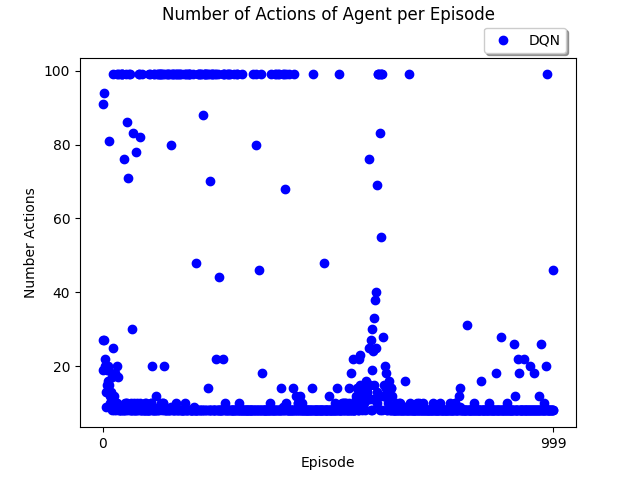 Number of Actions of Agent per Episode
DQN
100
80
60
40
20
Number Actions
0
999
Episode